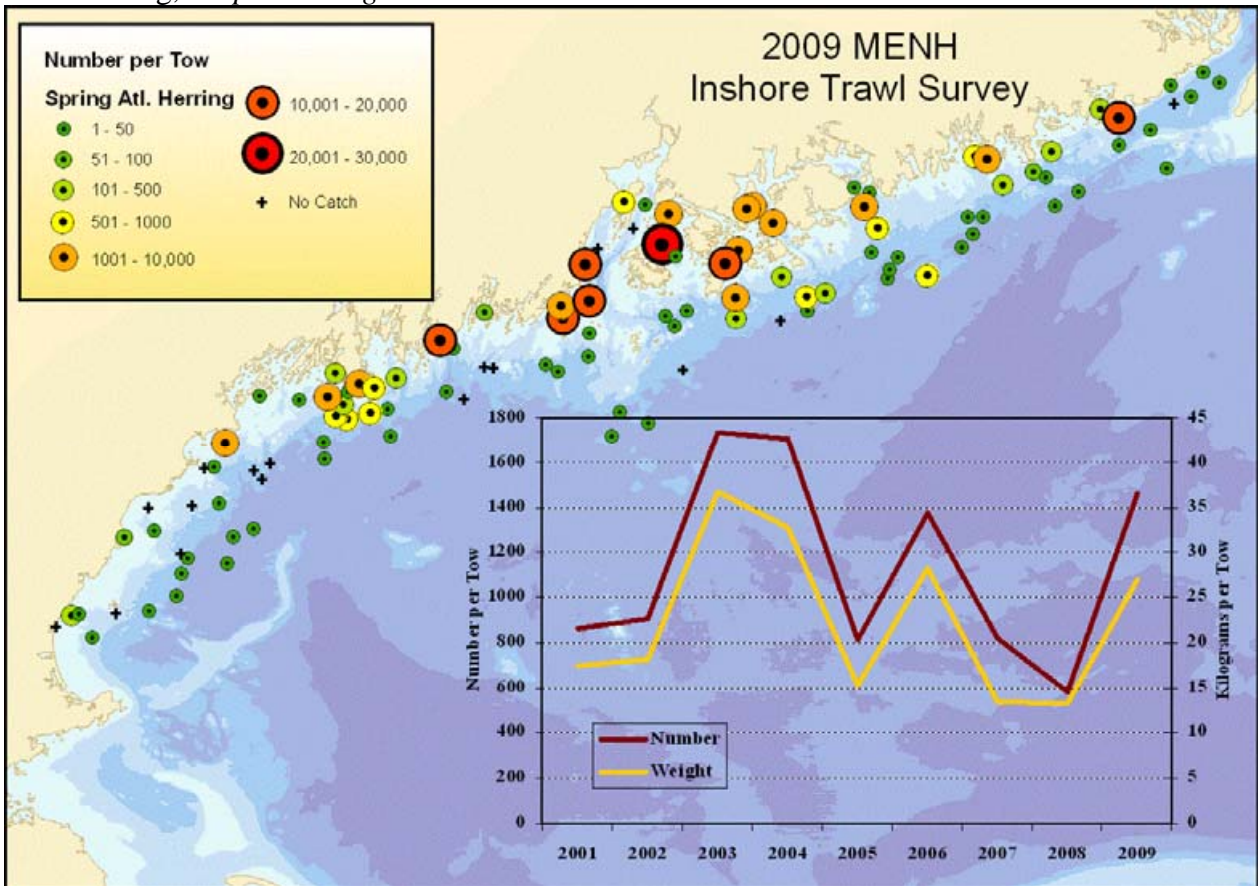 2009 MENH
Inshore Trawl Survey
Number per Tow
Spring Atl. Herring
1 - 50
51 - 100
101 - 500
501 - 1000
1001 - 10,000
10,001 - 20,000
20,001 - 30,000
No Catch
1800
1600
1400
1200
1000
800
600
400
200
0
Number per Tow
45
40
35
30
25
20
15
10
5
0
Kilograms per Tow
Number
Weight
2001 2002 2003 2004 2005 2006 2007 2008 2009